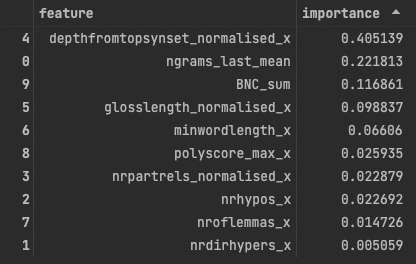 feature importance
4 depthfromtopsynset_normalised_x 0.405139
0 ngrams_last_mean 0.221813
9 BNC_sum 0.116861
5 glosslength_normalised_x 0.098837
6 minwordlength_x 0.06606
8 polyscore_max_x 0.025935
3 nrpartrels_normalised_x 0.022879
2 nrhypos_x 0.022692
7 nroflemmas_x 0.014726
1 nrdirhypers_x 0.005059